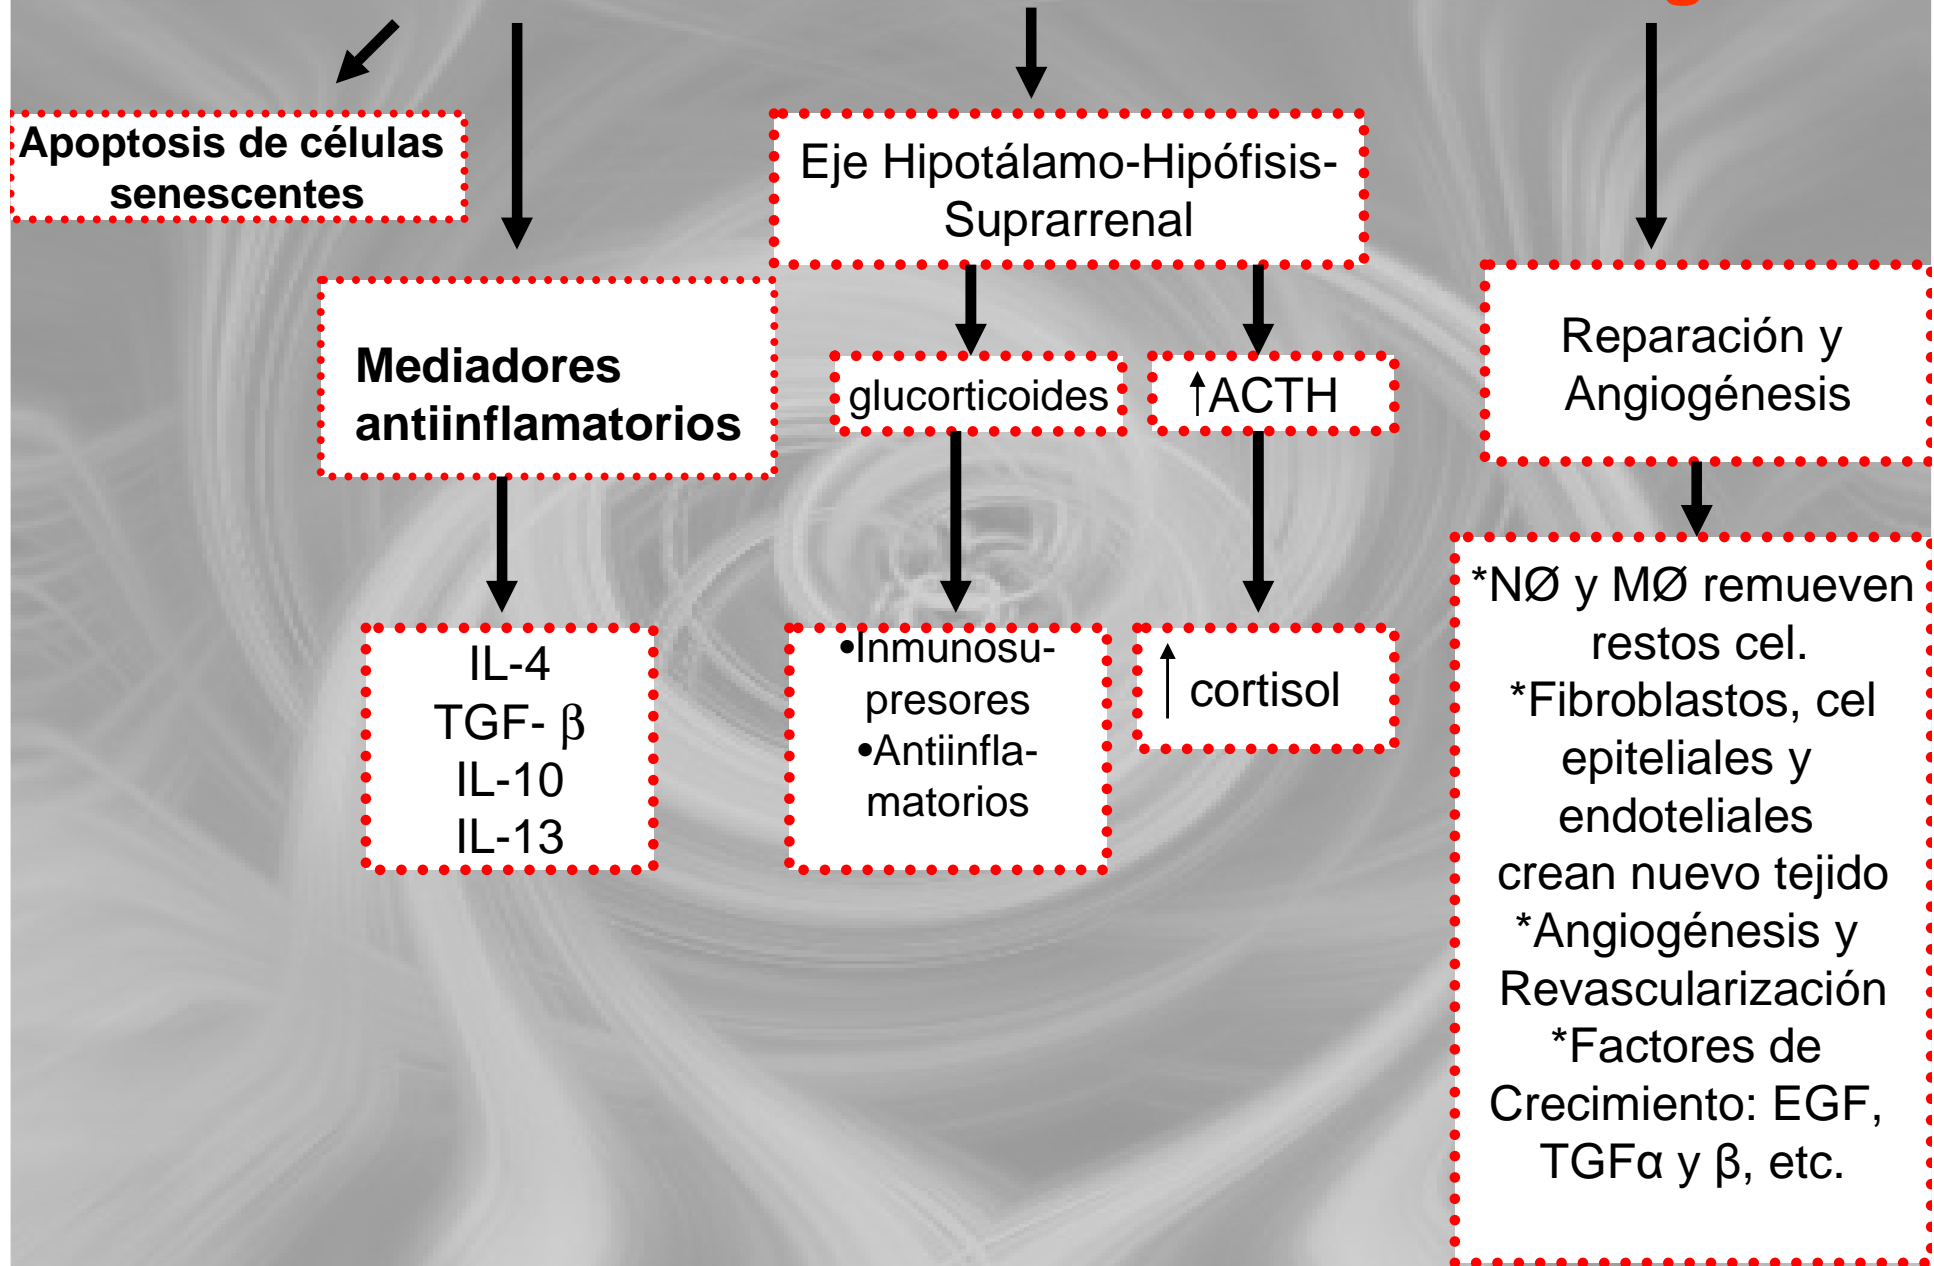 Apoptosis de células
senescentes
Eje Hipotálamo-Hipófisis-
Suprarrenal
Mediadores
antiinflamatorios
glucorticoides
↑ACTH
Reparación y
Angiogénesis
IL-4
TGF- β
IL-10
IL-13
•Inmunosu-
presores
•Antiinfla-
matorios
↑ cortisol
*NØ y MØ remueven
restos cel.
*Fibroblastos, cel
epiteliales y
endoteliales
crean nuevo tejido
*Angiogénesis y
Revascularización
*Factores de
Crecimiento: EGF,
TGFα y β, etc.